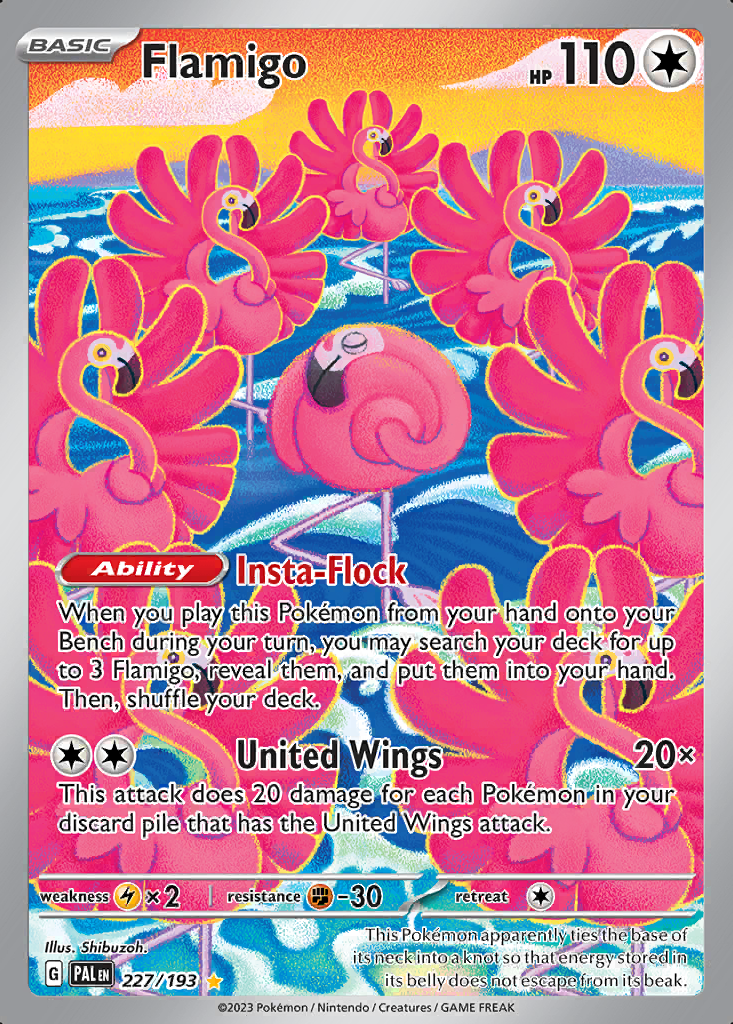 BASIC Flamigo HP 110
Ability Insta-Flock
When you play this Pokémon from your hand onto your
Bench during your turn, you may search your deck for up
to 3 Flamigo, reveal them, and put them into your hand.
Then, shuffle your deck.
United Wings 20×
This attack does 20 damage for each Pokémon in your
discard pile that has the United Wings attack.
weakness ×2 resistance -30 retreat
Illus. Shibuzoh.
G PAL EN 227/193
This Pokémon apparently ties the base of
its neck into a knot so that energy stored in
its belly does not escape from its beak.
©2023 Pokémon / Nintendo / Creatures / GAME FREAK